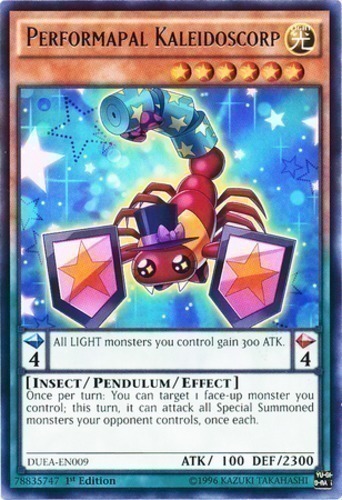 PERFORMAPAL KALEIDOSCORP
光
4
All LIGHT monsters you control gain 300 ATK.
4
[INSECT/PENDULUM/EFFECT]
Once per turn: You can target 1 face-up monster you
control; this turn, it can attack all Special Summoned
monsters your opponent controls, once each.
DUEA-EN009
ATK/ 100 DEF/2300
78835747 1st Edition
©1996 KAZUKI TAKAHASHI